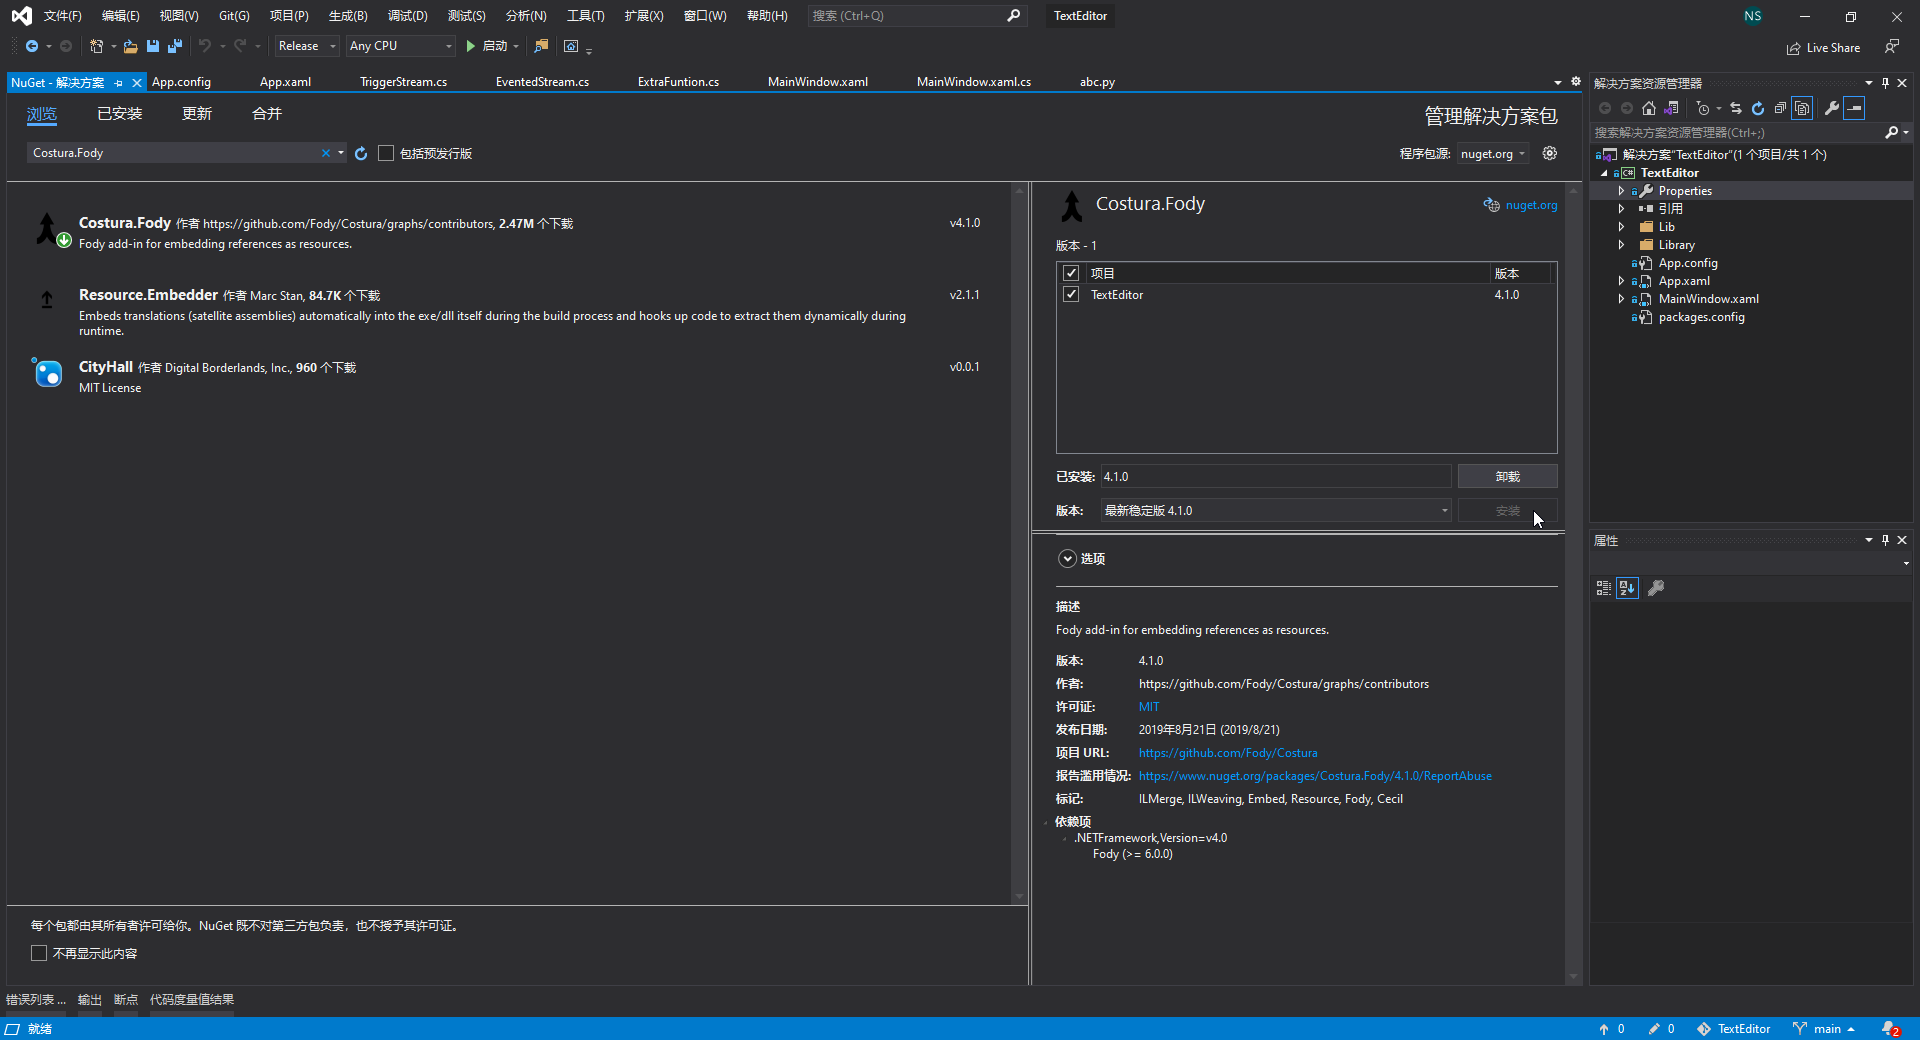 文件(F) 编辑(E) 视图(V) Git(G) 项目(P) 生成(B) 调试(D) 测试(S) 分析(N) 工具(T) 扩展(X) 窗口(W) 帮助(H) 搜索 (Ctrl+Q) TextEditor NS
Release Any CPU 启动 Live Share
NuGet - 解决方案 App.config App.xaml TriggerStream.cs EventedStream.cs ExtraFuntion.cs MainWindow.xaml MainWindow.xaml.cs abc.py
浏览 已安装 更新 合并 管理解决方案包
Costura.Fody 包括预发行版 程序包源: nuget.org
Costura.Fody 作者 https://github.com/Fody/Costura/graphs/contributors, 2.47M 个下载 v4.1.0
Fody add-in for embedding references as resources.
Resource.Embedder 作者 Marc Stan, 84.7K 个下载 v2.1.1
Embeds translations (satellite assemblies) automatically into the exe/dll itself during the build process and hooks up code to extract them dynamically during
runtime.
CityHall 作者 Digital Borderlands, Inc., 960 个下载 v0.0.1
MIT License
每个包都由其所有者许可给你。NuGet 既不对第三方包负责，也不授予其许可证。
不再显示此内容
Costura.Fody nuget.org
版本 - 1
项目 版本
TextEditor 4.1.0
已安装: 4.1.0 卸载
版本: 最新稳定版 4.1.0 安装
选项
描述
Fody add-in for embedding references as resources.
版本: 4.1.0
作者: https://github.com/Fody/Costura/graphs/contributors
许可证: MIT
发布日期: 2019年8月21日 (2019/8/21)
项目 URL: https://github.com/Fody/Costura
报告滥用情况: https://www.nuget.org/packages/Costura.Fody/4.1.0/ReportAbuse
标记: ILMerge, ILWeaving, Embed, Resource, Fody, Cecil
依赖项
.NETFramework,Version=v4.0
Fody (>= 6.0.0)
解决方案资源管理器
搜索解决方案资源管理器(Ctrl+;)
解决方案"TextEditor"(1 个项目/共 1 个)
C# TextEditor
Properties
引用
Lib
Library
App.config
App.xaml
MainWindow.xaml
packages.config
属性
错误列表 ... 输出 断点 代码度量值结果
就绪 0 0 TextEditor main 2